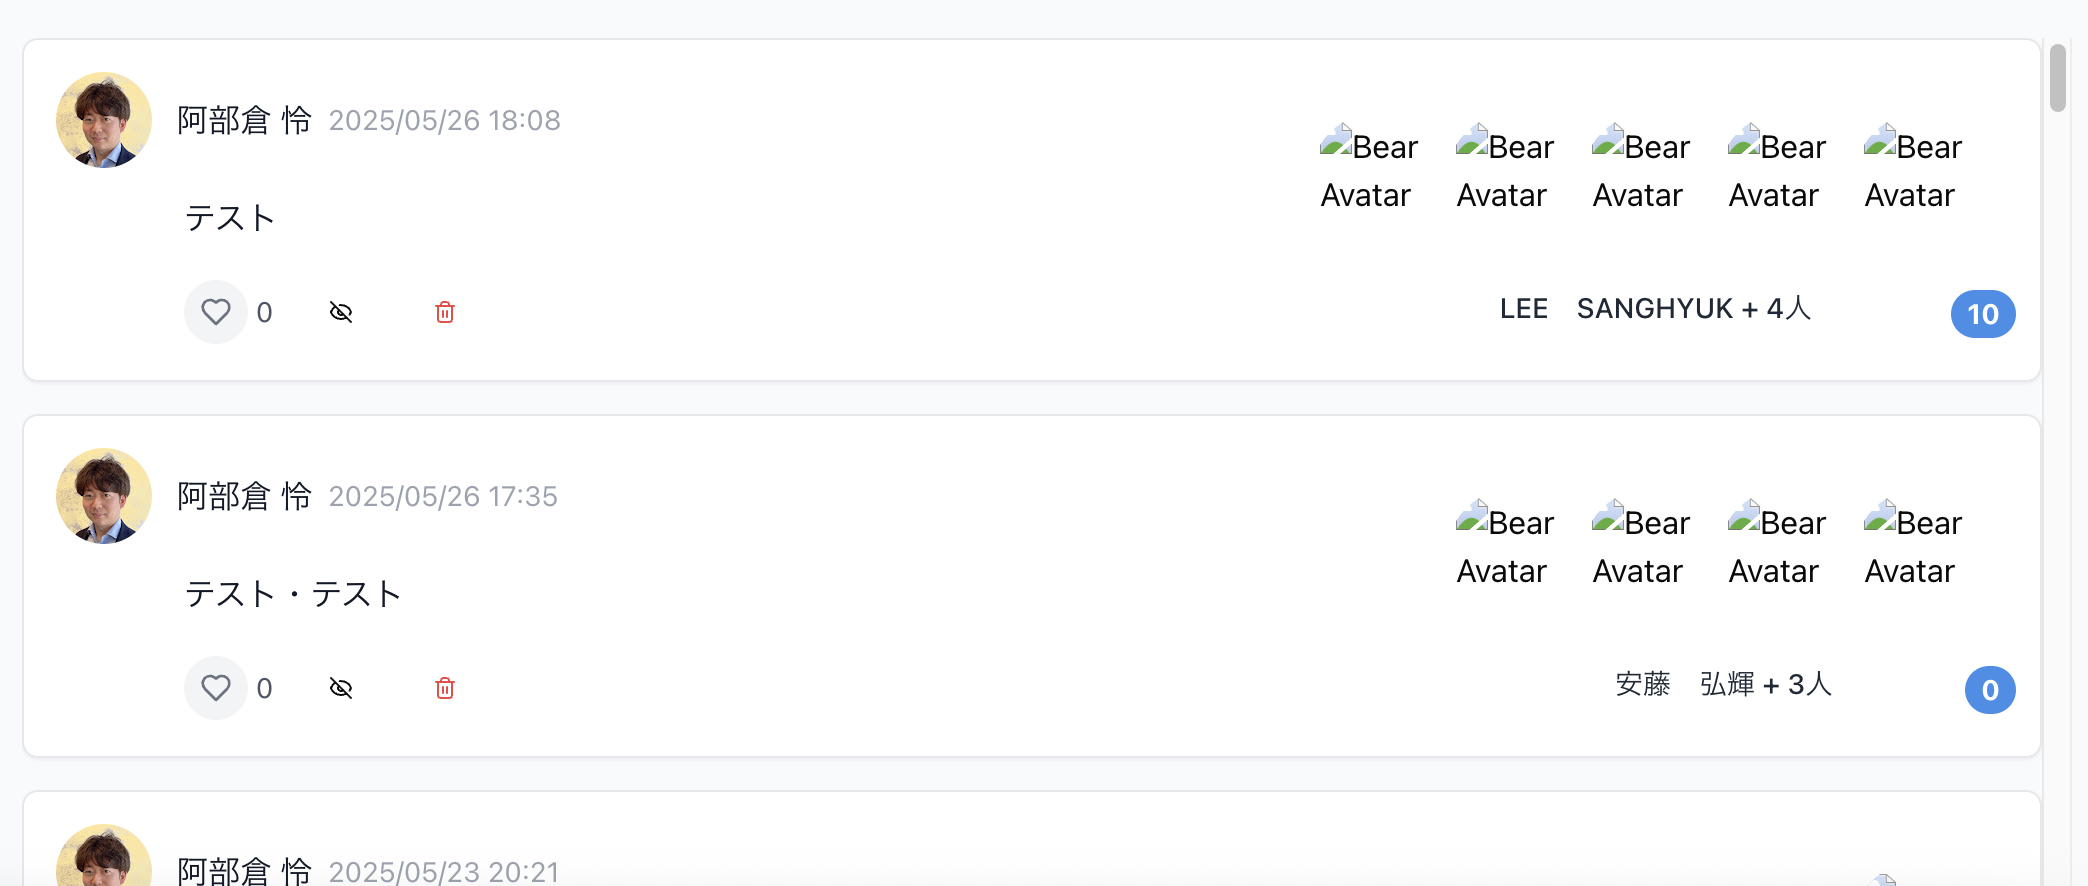 阿部倉 怜 2025/05/26 18:08
Bear Avatar Bear Avatar Bear Avatar Bear Avatar Bear Avatar
テスト
0
LEE　SANGHYUK + 4人
10
阿部倉 怜 2025/05/26 17:35
Bear Avatar Bear Avatar Bear Avatar Bear Avatar
テスト・テスト
0
安藤　弘輝 + 3人
0
阿部倉 怜 2025/05/23 20:21